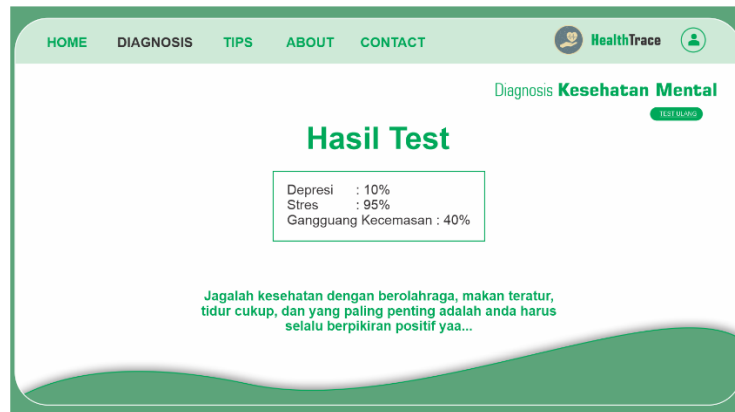 HOME DIAGNOSIS TIPS ABOUT CONTACT HealthTrace
Diagnosis Kesehatan Mental
TEST ULANG
Hasil Test
Depresi : 10%
Stres : 95%
Gangguang Kecemasan : 40%
Jagalah kesehatan dengan berolahraga, makan teratur,
tidur cukup, dan yang paling penting adalah anda harus
selalu berpikiran positif yaa...